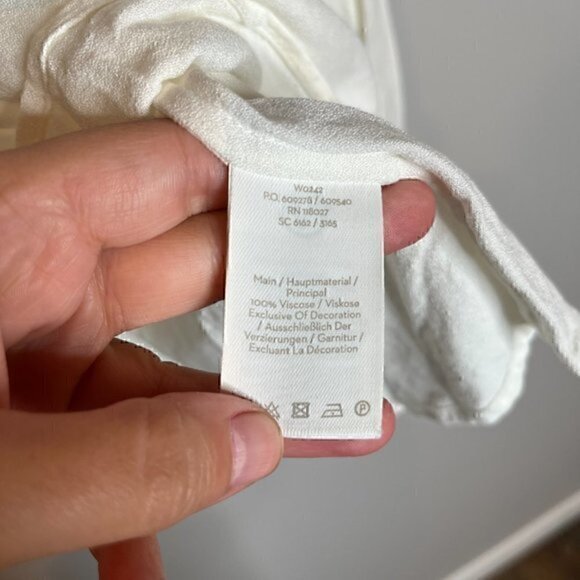 W0242
P.O. 609278 / 609540
RN 118027
SC 6162 / 3165
Main / Hauptmaterial /
Principal
100% Viscose / Viskose
Exclusive Of Decoration
/ Ausschließlich Der
Verzierungen / Garnitur /
Excluant La Décoration
P